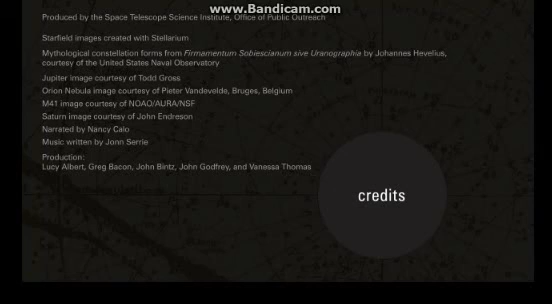 www.Bandicam.com
Produced by the Space Telescope Science Institute, Office of Public Outreach
Starfield images created with Stellarium
Mythological constellation forms from Firmamentum Sobiescianum sive Uranographia by Johannes Hevelius,
courtesy of the United States Naval Observatory
Jupiter image courtesy of Todd Gross
Orion Nebula image courtesy of Pieter Vandevelde, Bruges, Belgium
M41 image courtesy of NOAO/AURA/NSF
Saturn image courtesy of John Endreson
Narrated by Nancy Calo
Music written by Jonn Serrie
Production:
Lucy Albert, Greg Bacon, John Bintz, John Godfrey, and Vanessa Thomas
credits